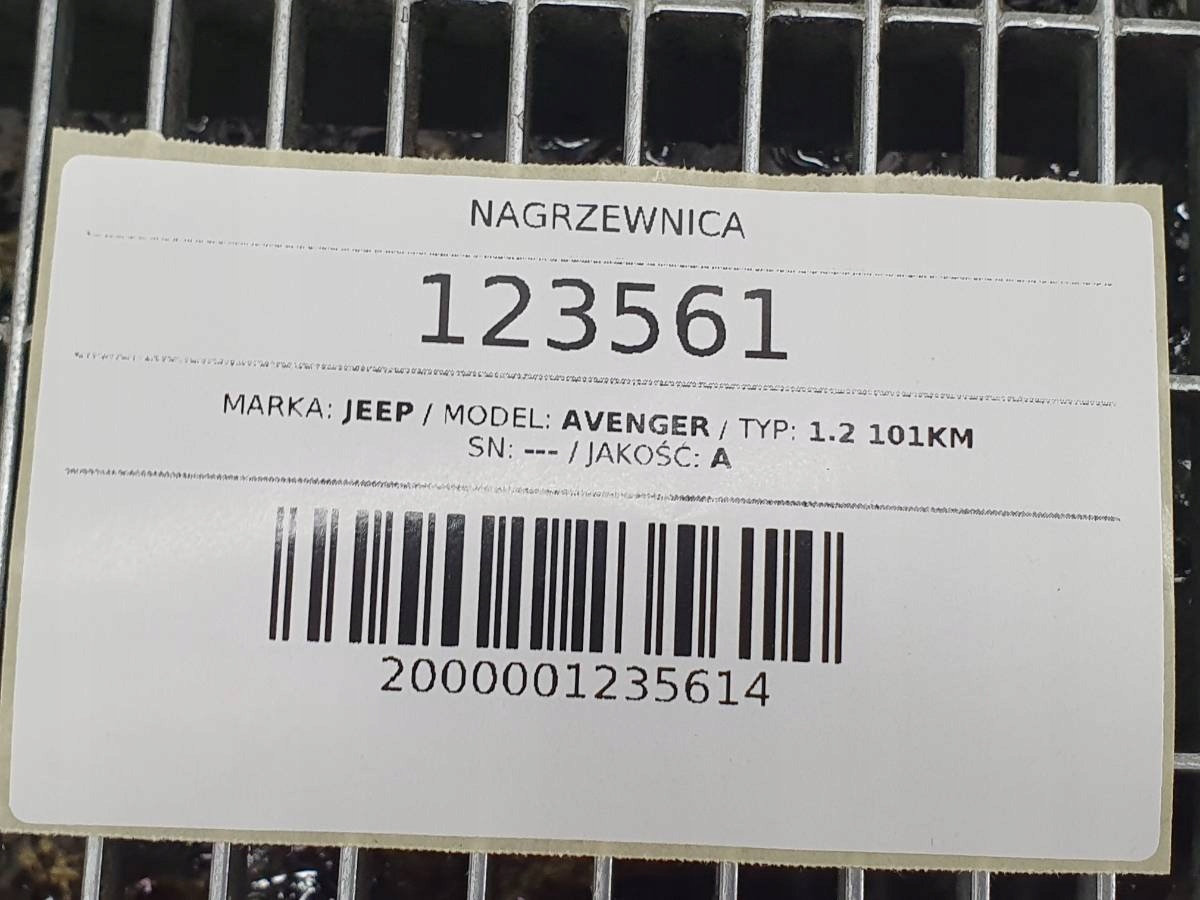 NAGRZEWNICA
123561
MARKA: JEEP / MODEL: AVENGER / TYP: 1.2 101KM
SN: --- / JAKOŚĆ: A
2000001235614